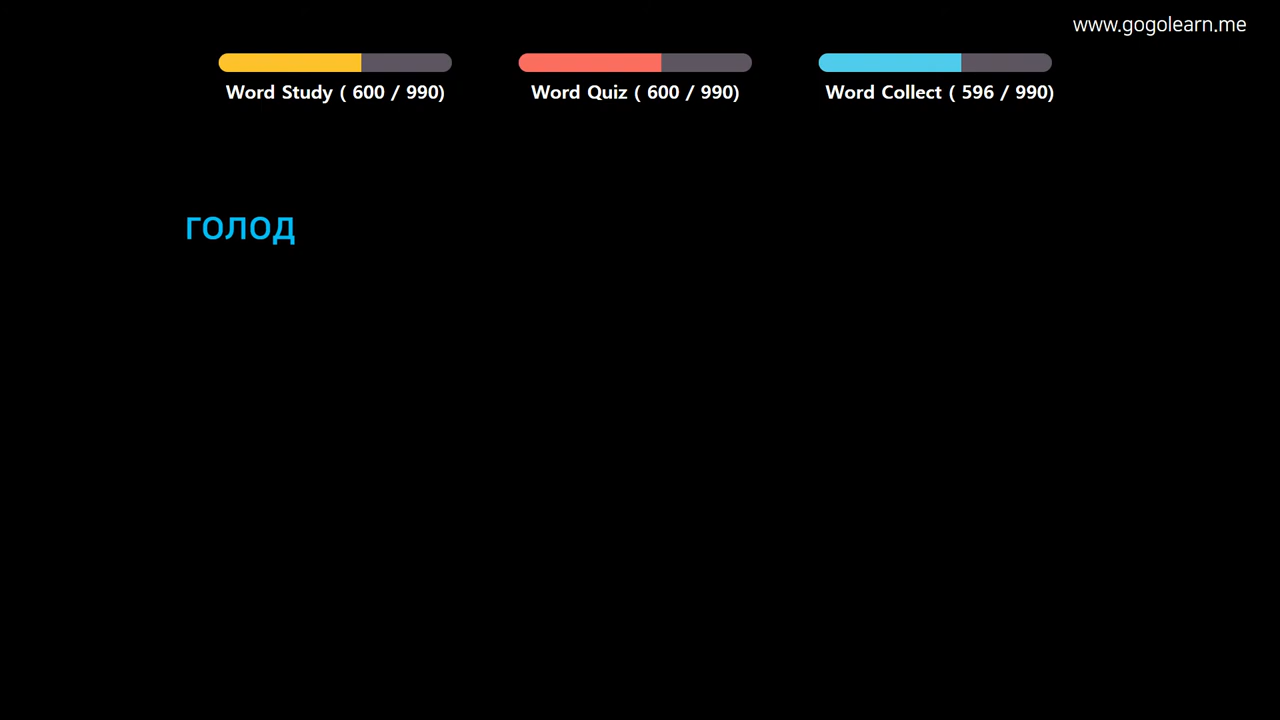 www.gogolearn.me
Word Study ( 600 / 990)
Word Quiz ( 600 / 990)
Word Collect ( 596 / 990)
голод